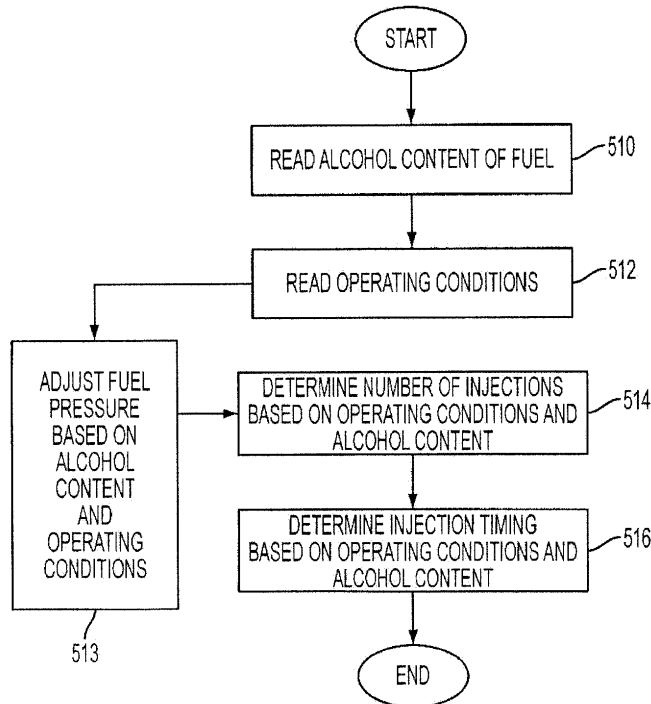 START
READ ALCOHOL CONTENT OF FUEL
510
READ OPERATING CONDITIONS
512
ADJUST FUEL
PRESSURE
BASED ON
ALCOHOL
CONTENT
AND
OPERATING
CONDITIONS
513
DETERMINE NUMBER OF INJECTIONS
BASED ON OPERATING CONDITIONS AND
ALCOHOL CONTENT
514
DETERMINE INJECTION TIMING
BASED ON OPERATING CONDITIONS AND
ALCOHOL CONTENT
516
END